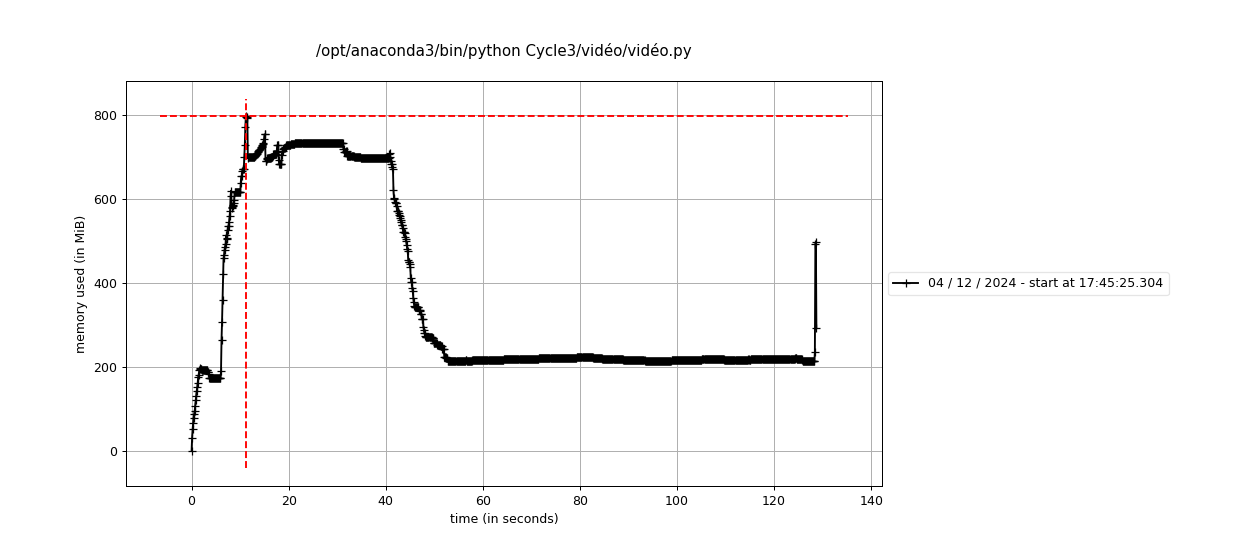 /opt/anaconda3/bin/python Cycle3/vidéo/vidéo.py
800
600
400
200
0
memory used (in MiB)
0 20 40 60 80 100 120 140
time (in seconds)
04 / 12 / 2024 - start at 17:45:25.304